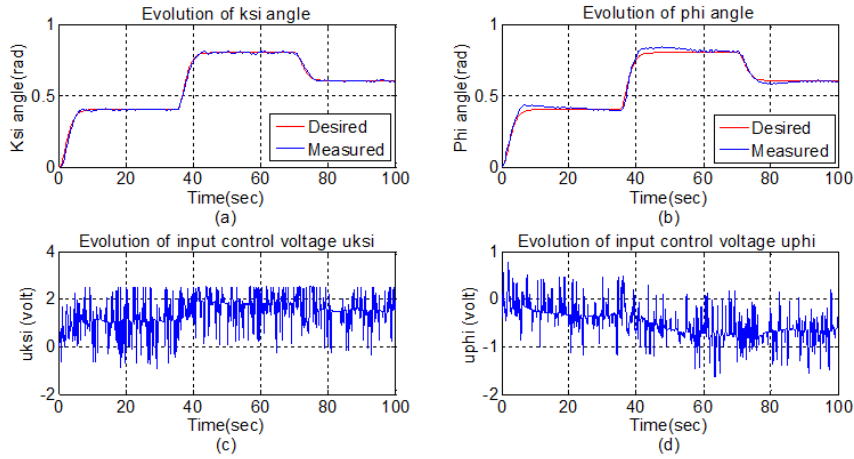 Evolution of ksi angle
Ksi angle(rad)
1
0.5
0
Desired
Measured
0 20 40 60 80 100
Time(sec)
(a)
Evolution of phi angle
Phi angle(rad)
1
0.5
0
Desired
Measured
0 20 40 60 80 100
Time(sec)
(b)
Evolution of input control voltage uksi
uksi (volt)
4
2
0
-2
0 20 40 60 80 100
Time(sec)
(c)
Evolution of input control voltage uphi
uphi (volt)
1
0
-1
-2
0 20 40 60 80 100
Time(sec)
(d)